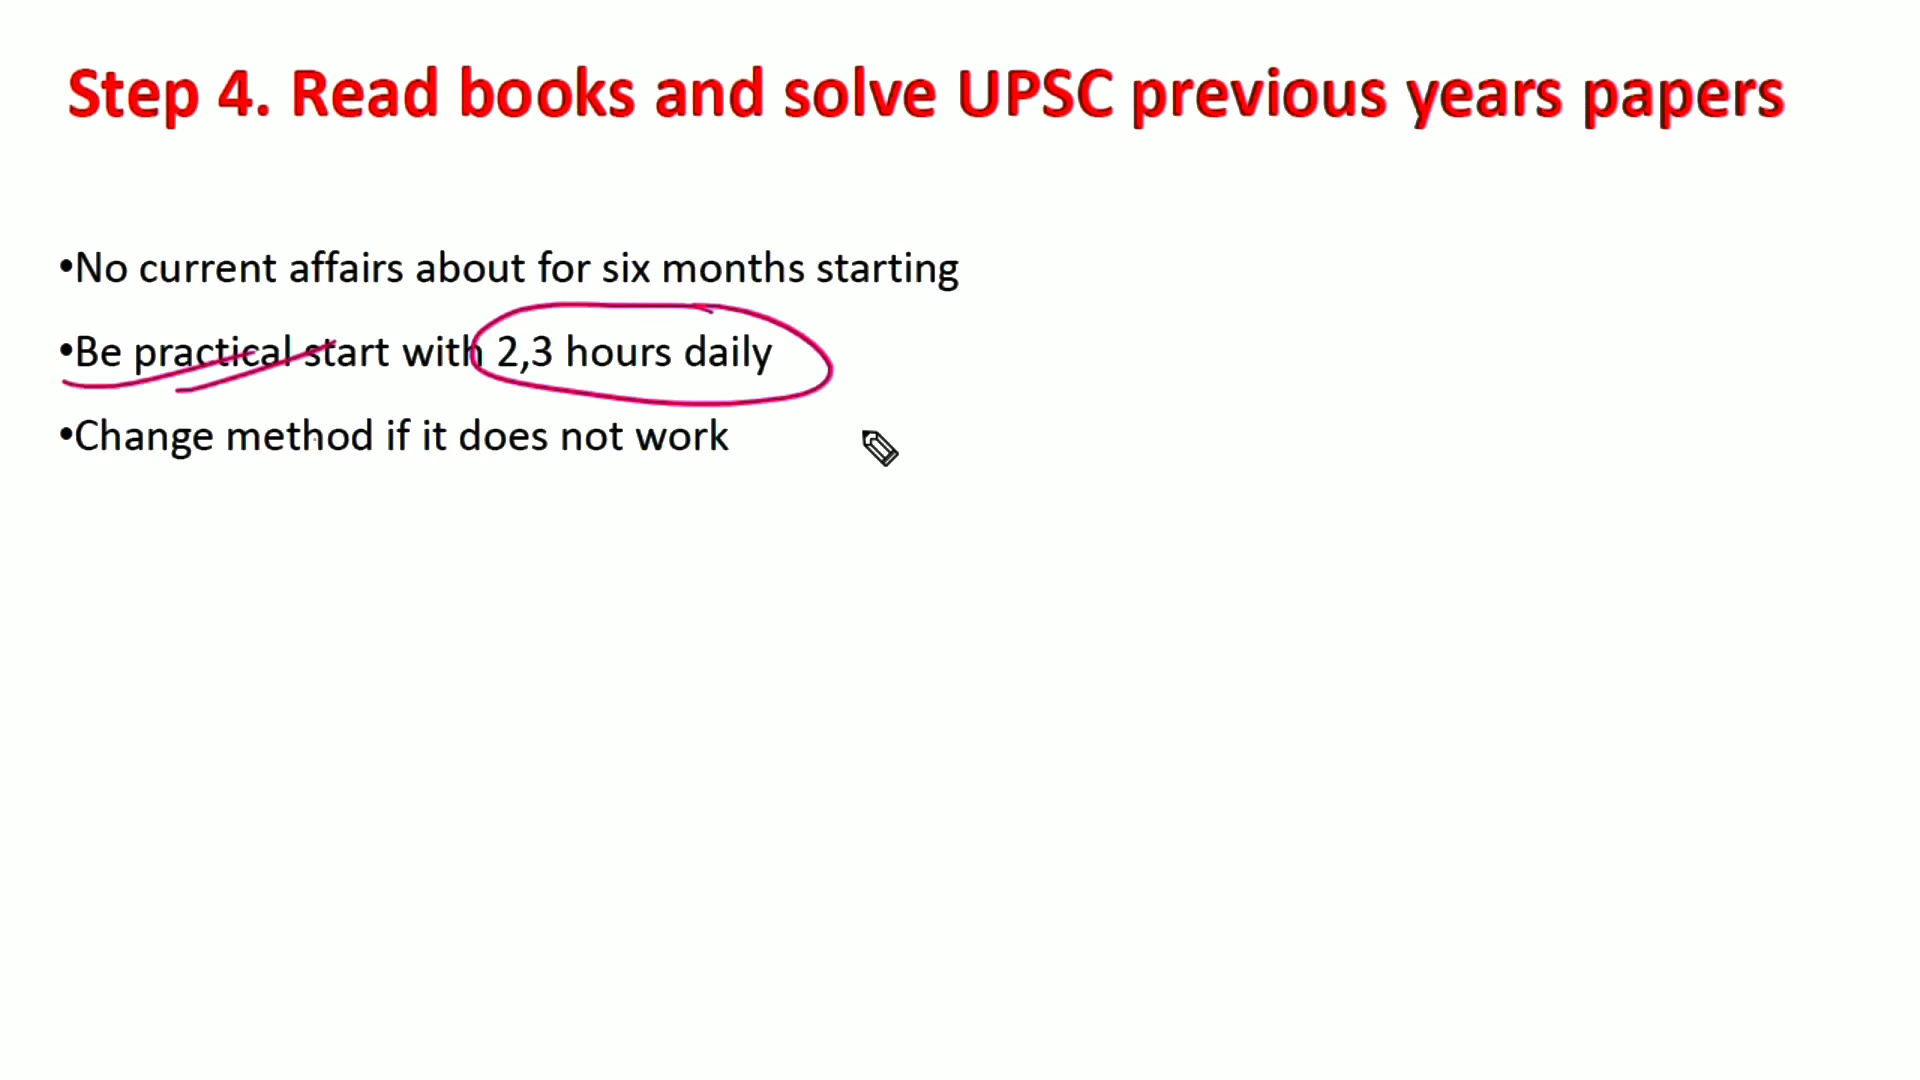 Step 4. Read books and solve UPSC previous years papers
•No current affairs about for six months starting
•Be practical start with 2,3 hours daily
•Change method if it does not work